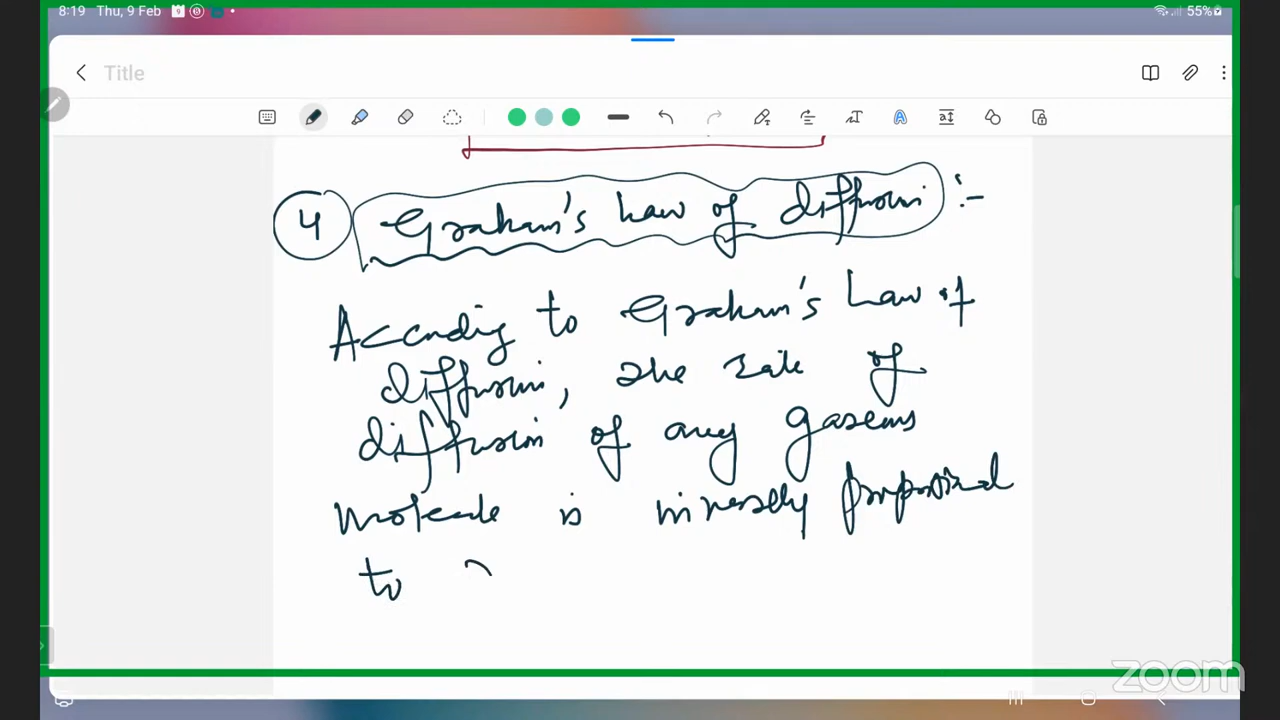 8:19 Thu, 9 Feb
55%
Title
4 Graham's Law of diffusion :-
According to Graham's Law of
diffusion, the rate of
diffusion of any gaseous
molecule is inversely proportional
to
zoom